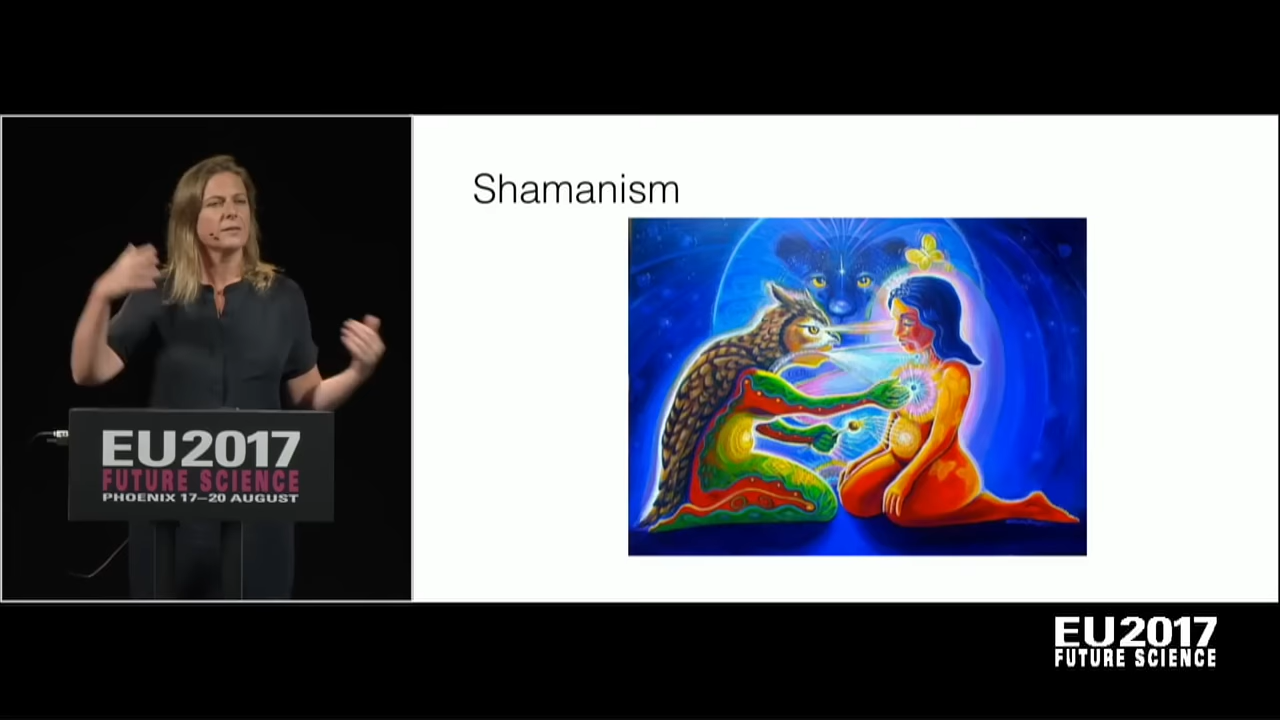 Shamanism
EU2017
FUTURE SCIENCE
PHOENIX 17–20 AUGUST
EU2017
FUTURE SCIENCE